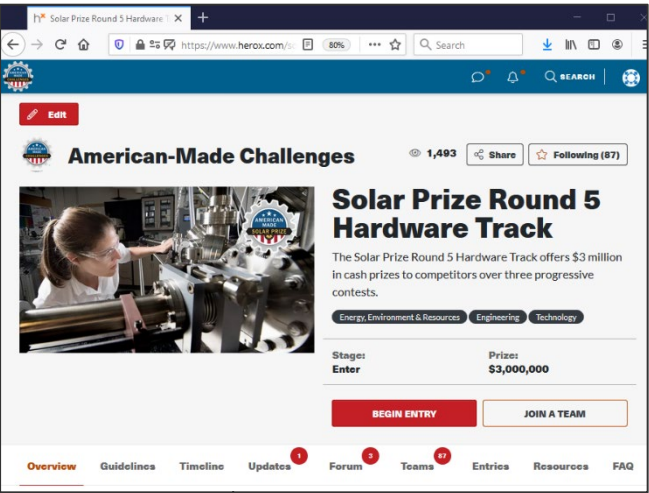 hx Solar Prize Round 5 Hardware T
https://www.herox.com/s
80%
Search
SEARCH
Edit
American-Made Challenges
1,493
Share
Following (87)
AMERICAN
MADE
SOLAR PRIZE
Solar Prize Round 5
Hardware Track
The Solar Prize Round 5 Hardware Track offers $3 million
in cash prizes to competitors over three progressive
contests.
Energy, Environment & Resources
Engineering
Technology
Stage:
Enter
Prize:
$3,000,000
BEGIN ENTRY
JOIN A TEAM
Overview
Guidelines
Timeline
Updates
1
Forum
3
Teams
87
Entries
Resources
FAQ